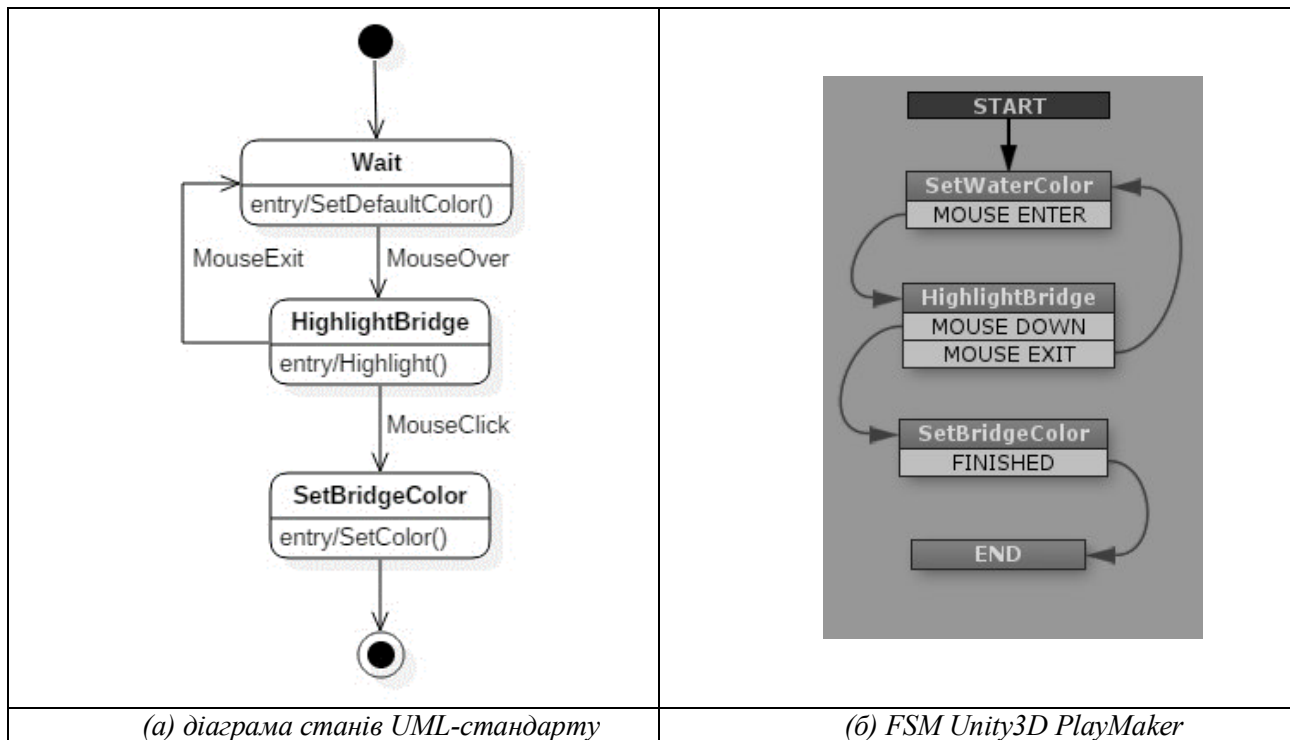 Wait
entry/SetDefaultColor()
MouseExit
MouseOver
HighlightBridge
entry/Highlight()
MouseClick
SetBridgeColor
entry/SetColor()
(а) діаграма станів UML-стандарту
START
SetWaterColor
MOUSE ENTER
HighlightBridge
MOUSE DOWN
MOUSE EXIT
SetBridgeColor
FINISHED
END
(б) FSM Unity3D PlayMaker